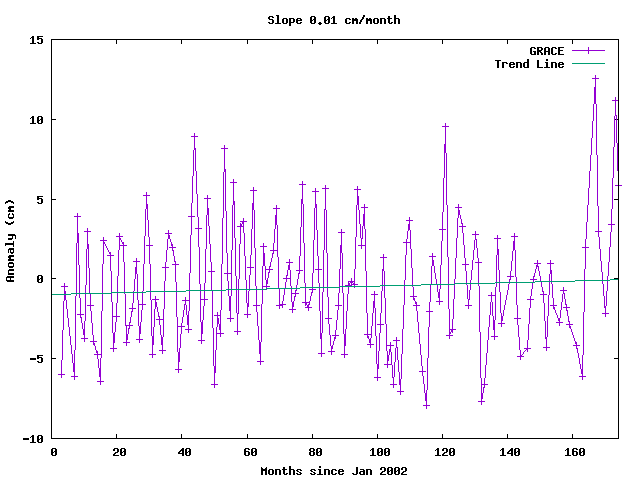 Slope 0.01 cm/month
GRACE
Trend Line
15
10
5
0
-5
-10
Anomaly (cm)
0 20 40 60 80 100 120 140 160
Months since Jan 2002